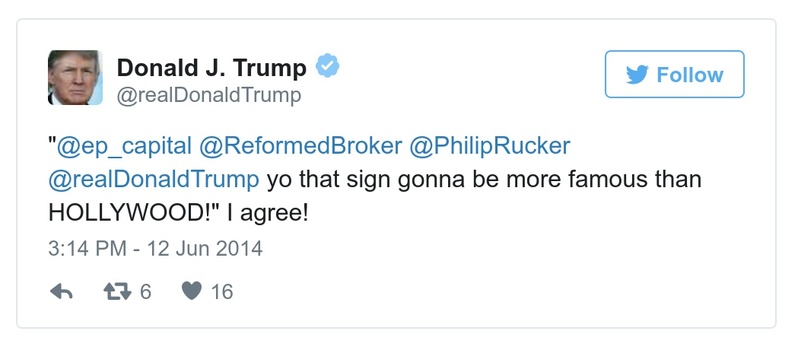 Donald J. Trump
@realDonaldTrump
Follow
"@ep_capital @ReformedBroker @PhilipRucker
@realDonaldTrump yo that sign gonna be more famous than
HOLLYWOOD!" I agree!
3:14 PM - 12 Jun 2014
6 16